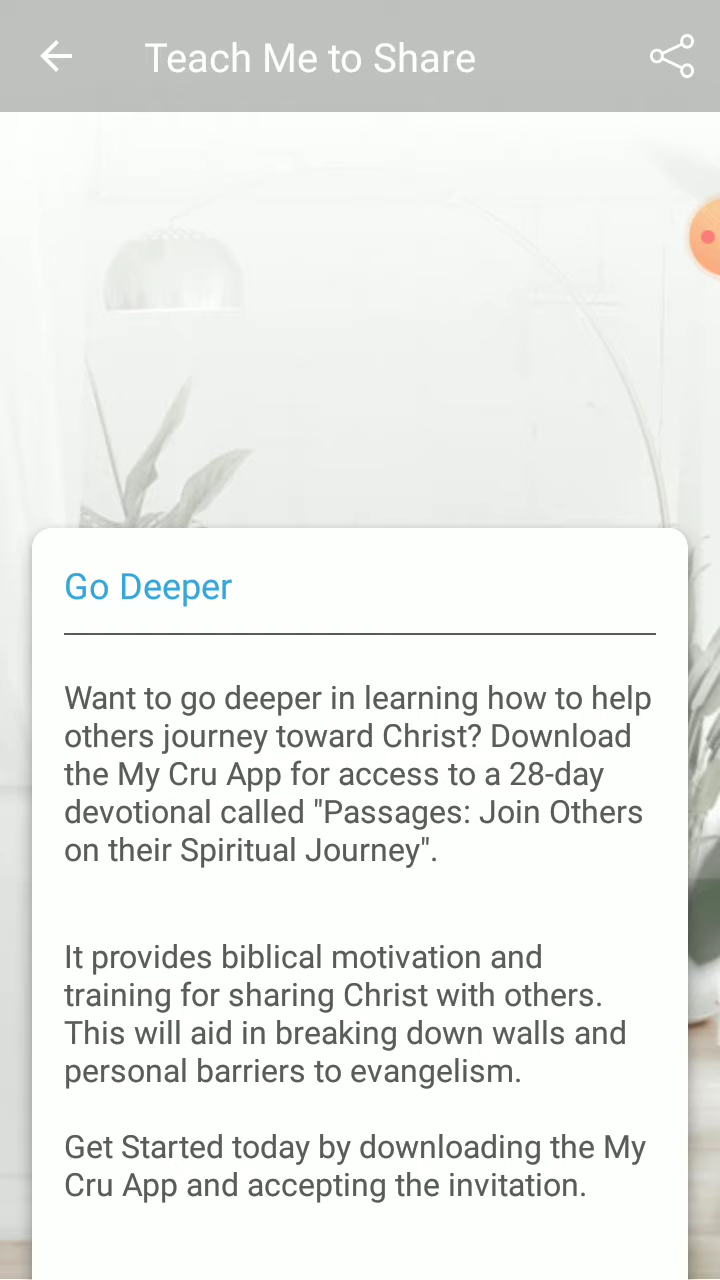 Teach Me to Share
Go Deeper
Want to go deeper in learning how to help
others journey toward Christ? Download
the My Cru App for access to a 28-day
devotional called "Passages: Join Others
on their Spiritual Journey".
It provides biblical motivation and
training for sharing Christ with others.
This will aid in breaking down walls and
personal barriers to evangelism.
Get Started today by downloading the My
Cru App and accepting the invitation.